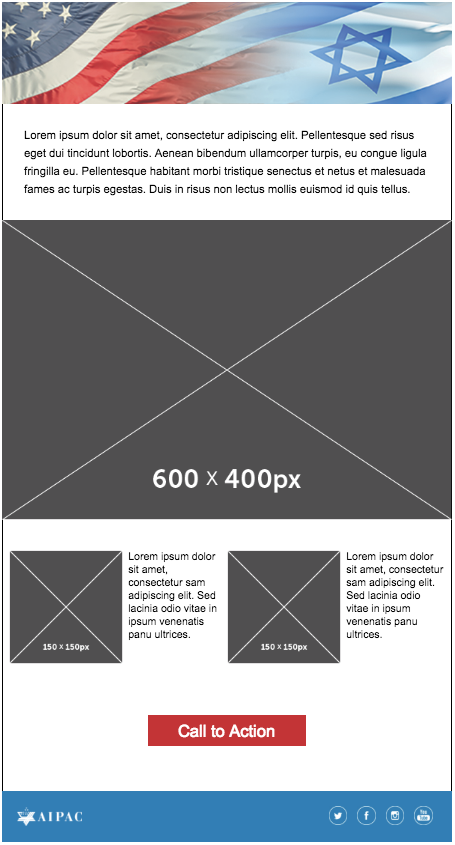 Lorem ipsum dolor sit amet, consectetur adipiscing elit. Pellentesque sed risus
eget dui tincidunt lobortis. Aenean bibendum ullamcorper turpis, eu congue ligula
fringilla eu. Pellentesque habitant morbi tristique senectus et netus et malesuada
fames ac turpis egestas. Duis in risus non lectus mollis euismod id quis tellus.
600 X 400px
150 X 150px
Lorem ipsum dolor
sit amet,
consectetur sam
adipiscing elit. Sed
lacinia odio vitae in
ipsum venenatis
panu ultrices.
150 X 150px
Lorem ipsum dolor
sit amet, consectetur
sam adipiscing elit.
Sed lacinia odio
vitae in ipsum
venenatis panu
ultrices.
Call to Action
AIPAC
You
Tube